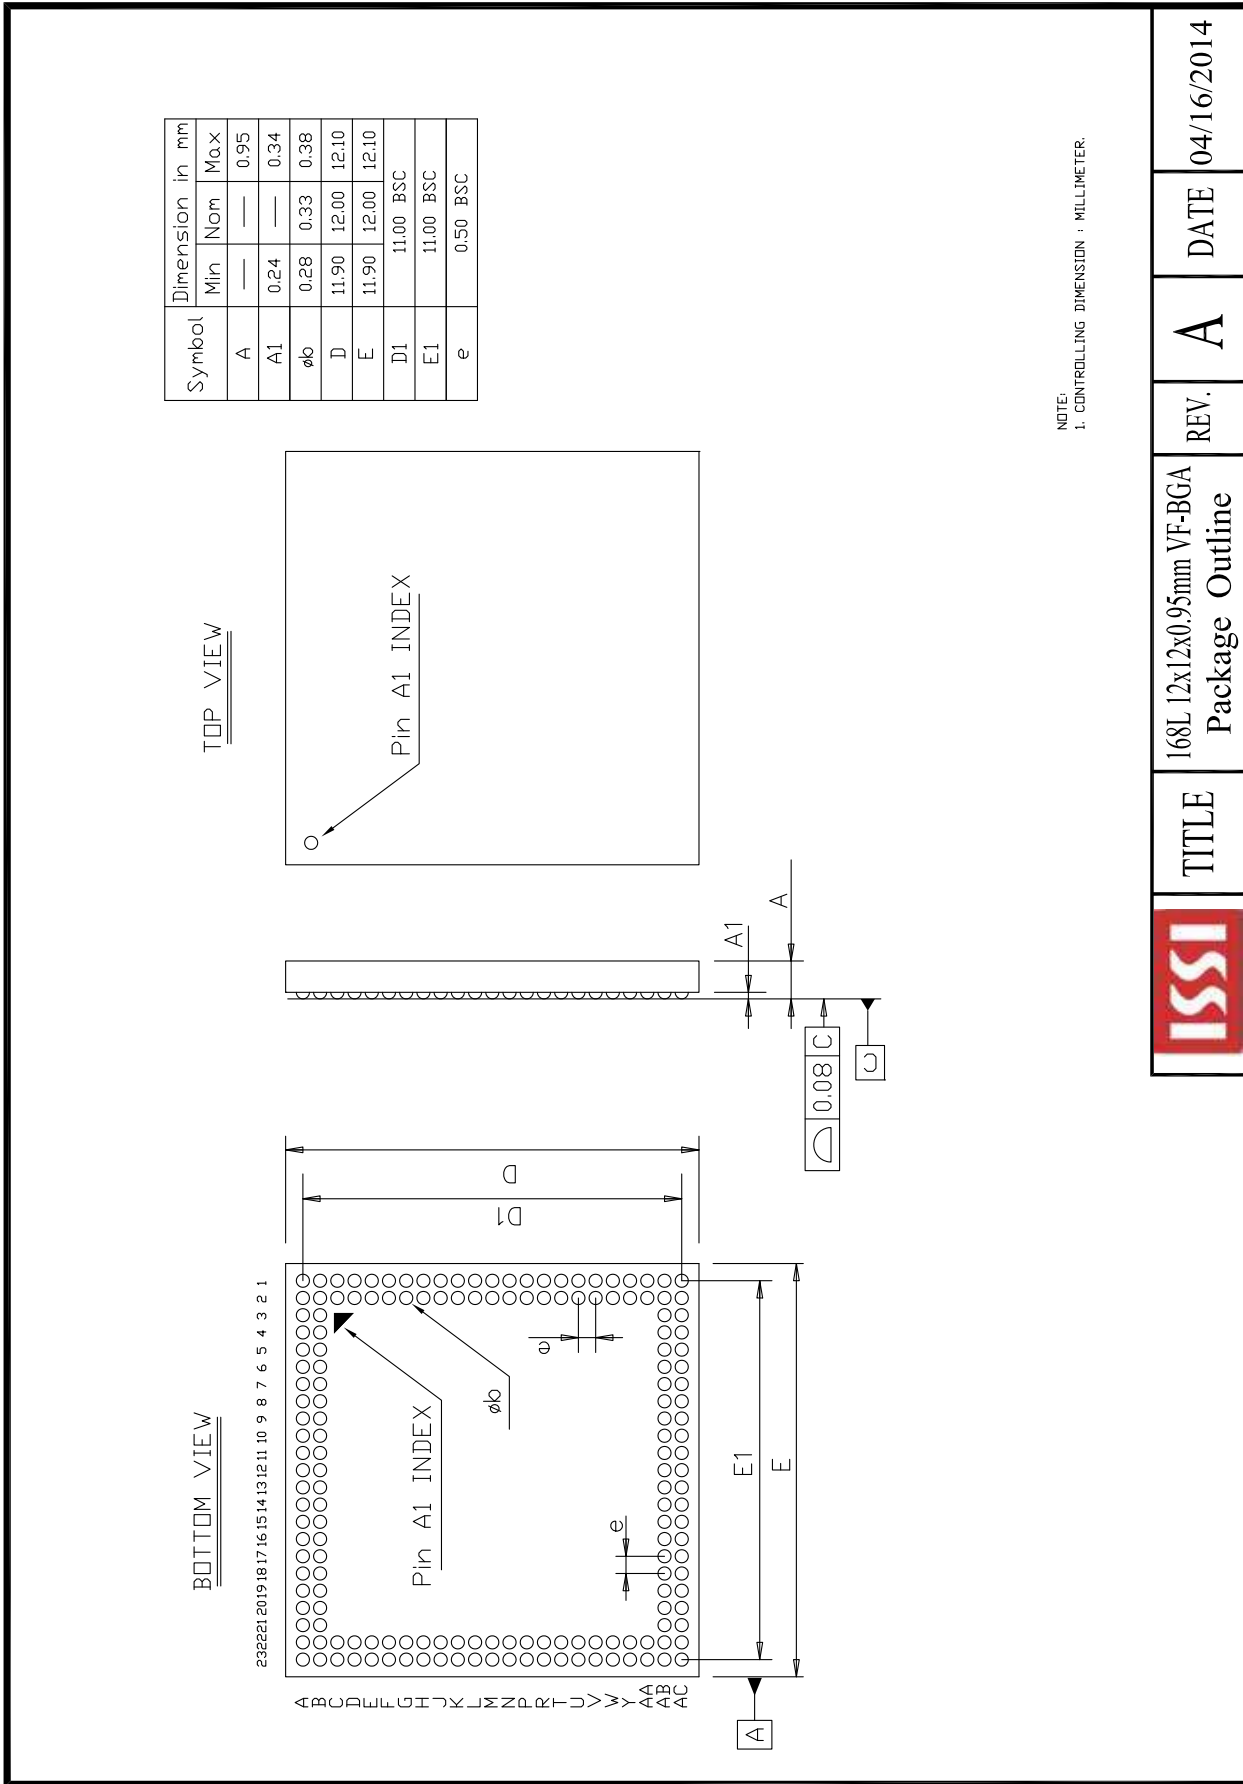 BOTTOM VIEW
23 22 21 20 19 18 17 16 15 14 13 12 11 10 9 8 7 6 5 4 3 2 1
A
B
C
D
E
F
G
H
J
K
L
M
N
P
R
T
U
V
W
Y
AA
AB
AC
Pin A1 INDEX
øb
e
e
E1
E
D1
D
A
A1
A
0.08 C
C
TOP VIEW
Pin A1 INDEX
Symbol Dimension in mm
Min Nom Max
A — — 0.95
A1 0.24 — 0.34
øb 0.28 0.33 0.38
D 11.90 12.00 12.10
E 11.90 12.00 12.10
D1 11.00 BSC
E1 11.00 BSC
e 0.50 BSC
NOTE:
1. CONTROLLING DIMENSION : MILLIMETER.
ISSI
TITLE
168L 12x12x0.95mm VF-BGA
Package Outline
REV.
A
DATE
04/16/2014